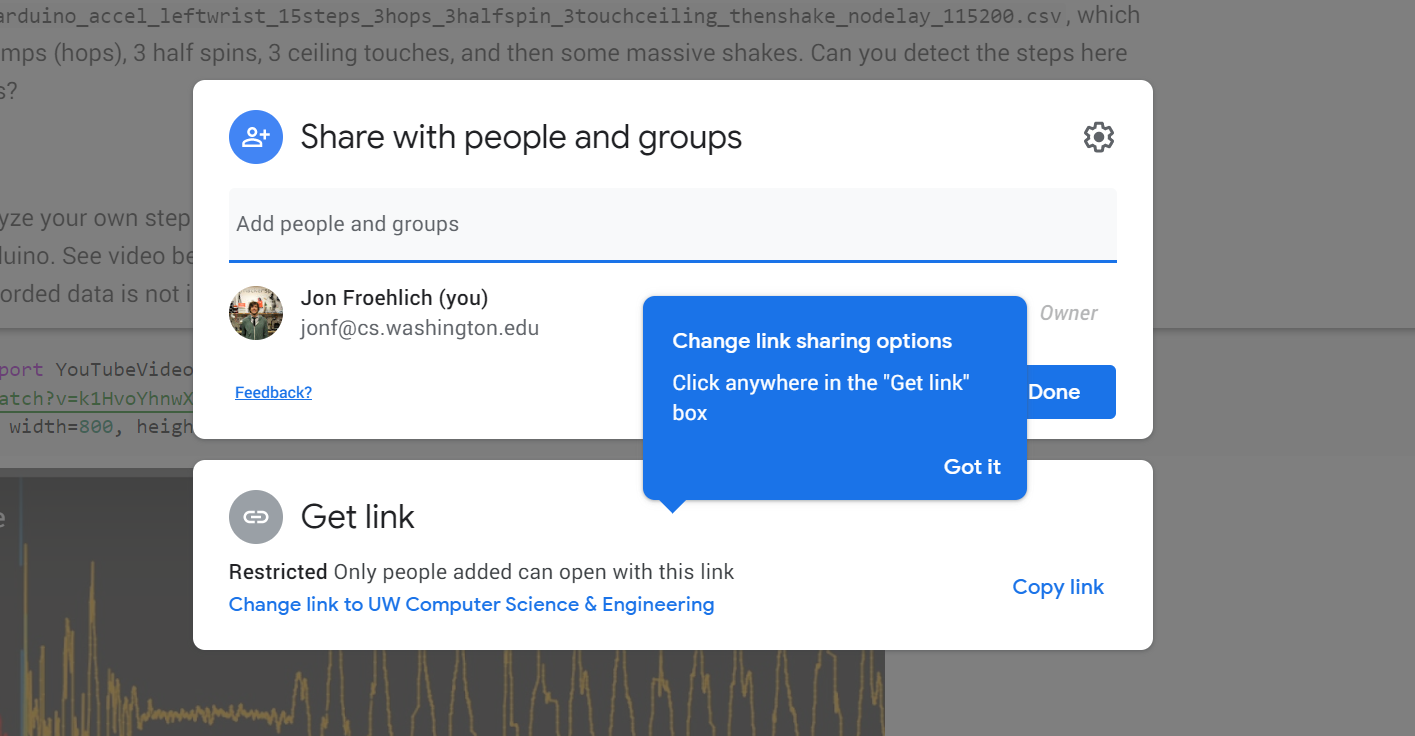 arduino_accel_leftwrist_15steps_3hops_3halfspin_3touchceiling_thenshake_nodelay_115200.csv, which
mps (hops), 3 half spins, 3 ceiling touches, and then some massive shakes. Can you detect the steps here
s?
Share with people and groups
Add people and groups
yze your own step
duino. See video be
orded data is not i
Jon Froehlich (you)
jonf@cs.washington.edu
Owner
Change link sharing options
Click anywhere in the "Get link"
box
Got it
port YouTubeVideo
atch?v=k1HvoYhnwX
width=800, heigh
Feedback?
Done
Get link
e
Restricted Only people added can open with this link
Change link to UW Computer Science & Engineering
Copy link